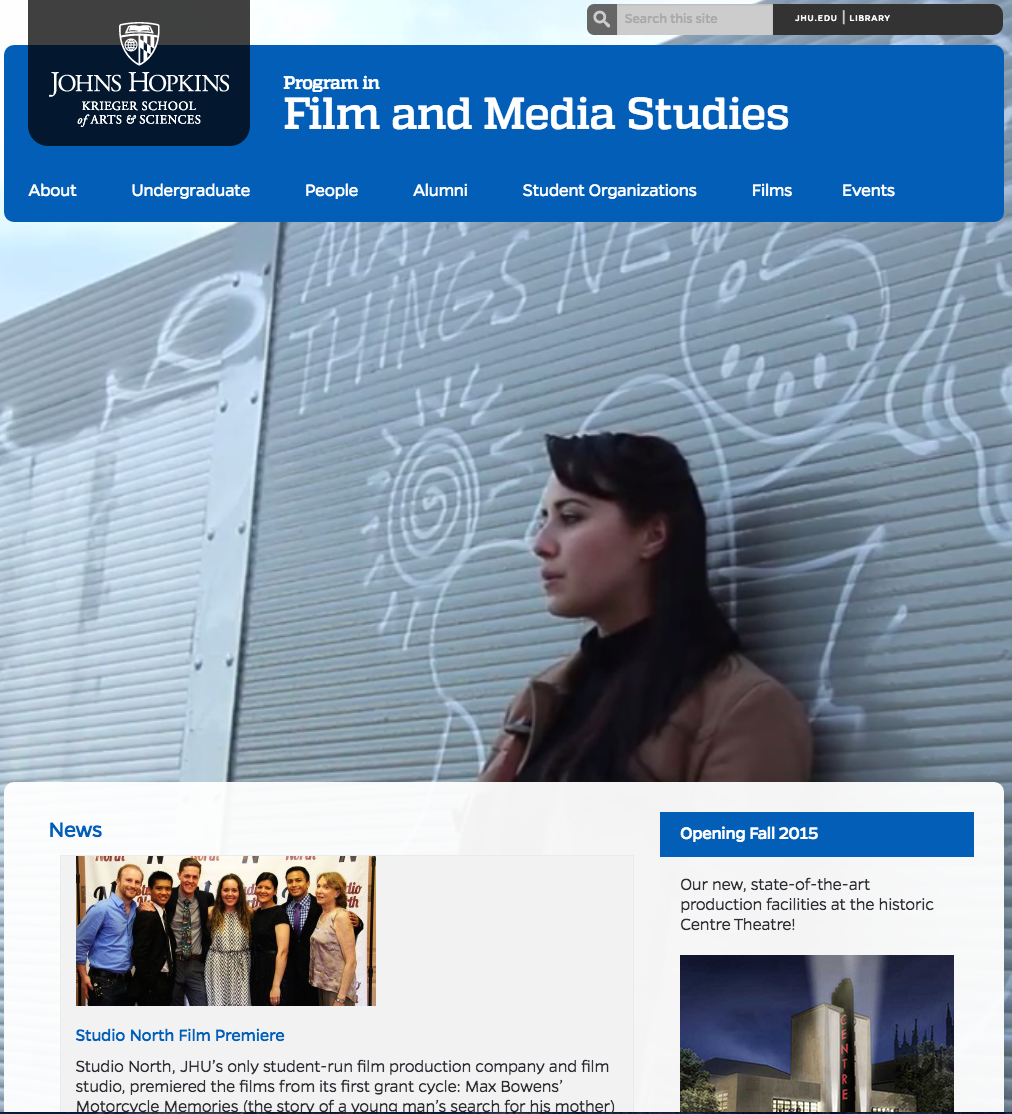 Search this site
JHU.EDU | LIBRARY
JOHNS HOPKINS
KRIEGER SCHOOL
of ARTS & SCIENCES
Program in
Film and Media Studies
About Undergraduate People Alumni Student Organizations Films Events
THINGS NEW
News
Opening Fall 2015
Our new, state-of-the-art
production facilities at the historic
Centre Theatre!
CENTRE
Studio North Film Premiere
Studio North, JHU's only student-run film production company and film
studio, premiered the films from its first grant cycle: Max Bowens'
Motorcycle Memories (the story of a young man's search for his mother)